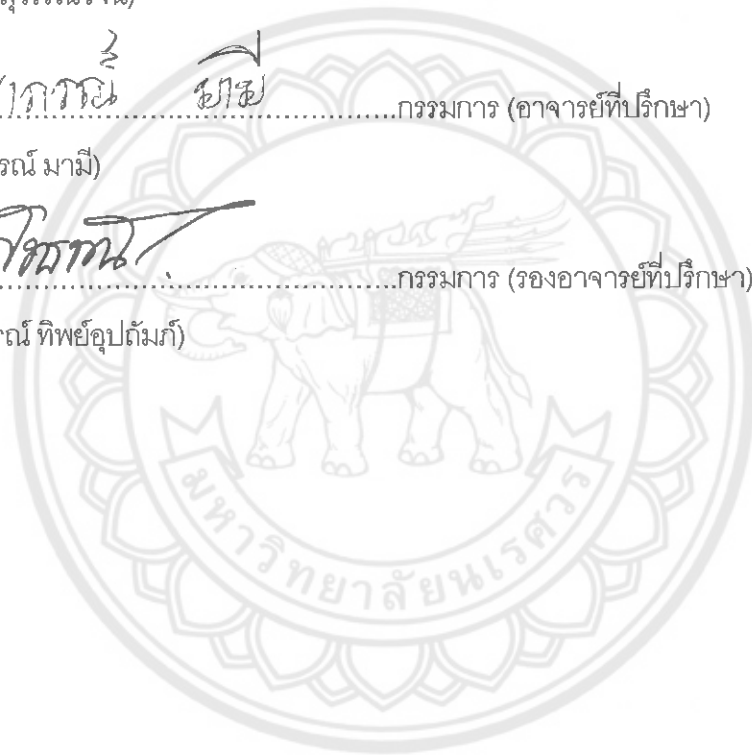 กรรมการ (อาจารย์ที่ปรึกษา)
รณ์ มามี)
กรรมการ (รองอาจารย์ที่ปรึกษา)
ณ์ ทิพย์อุปถัมภ์)
มหาวิทยาลัยนเรศวร